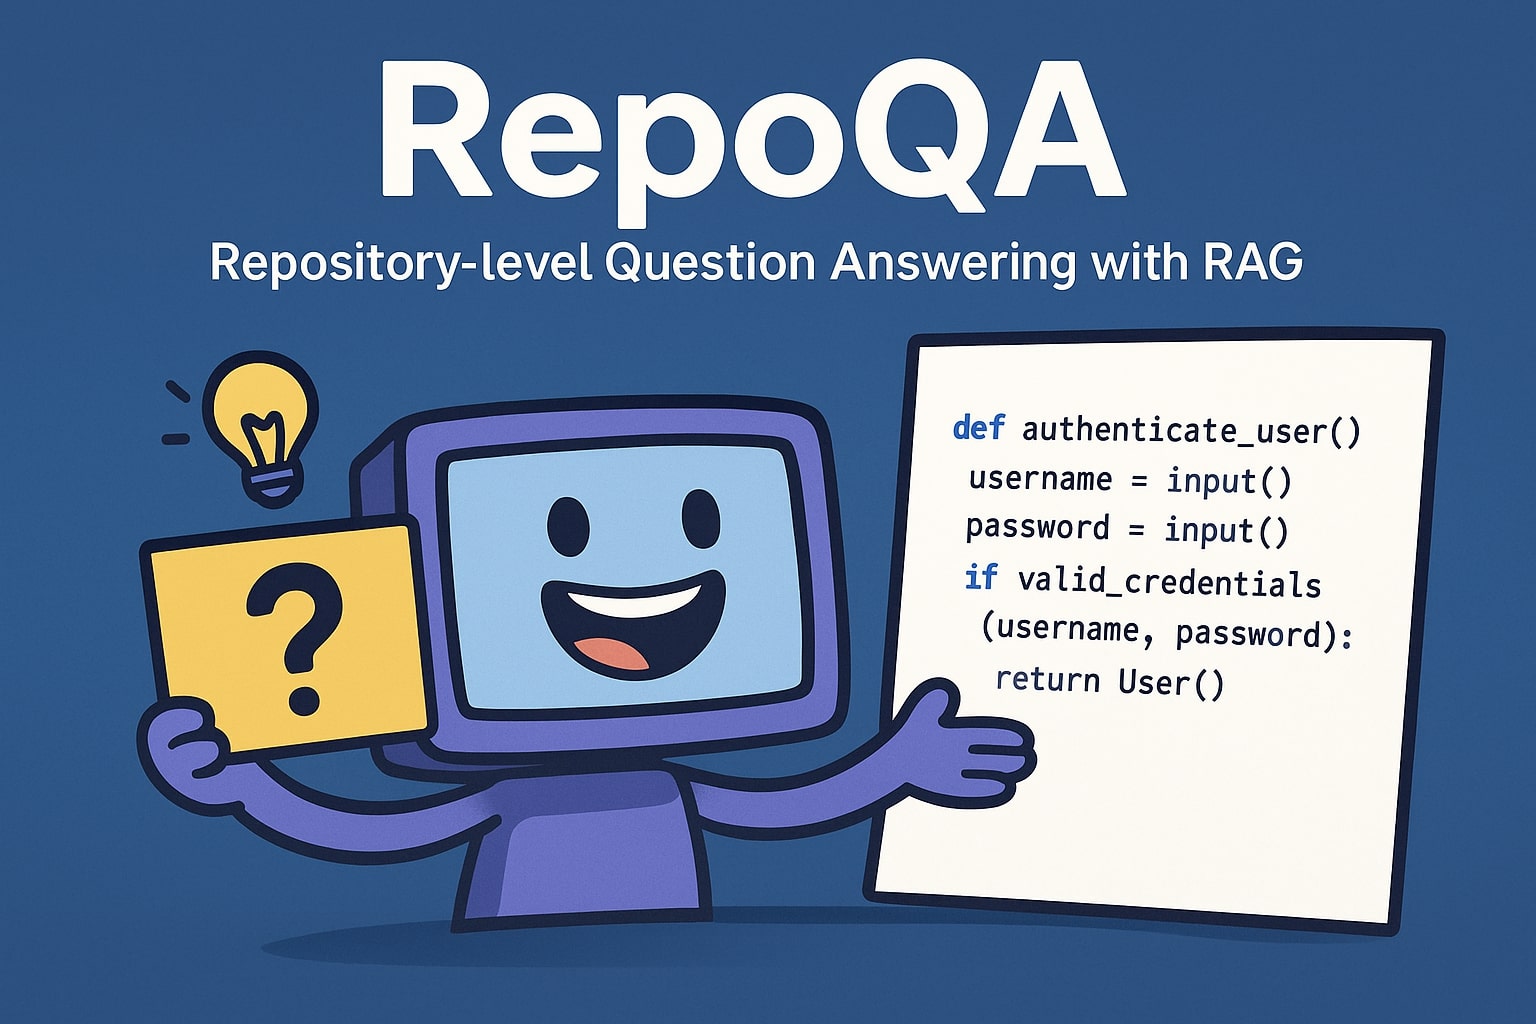 RepoQA
Repository-level Question Answering with RAG
?
def authenticate_user()
username = input()
password = input()
if valid_credentials
(username, password):
return User()